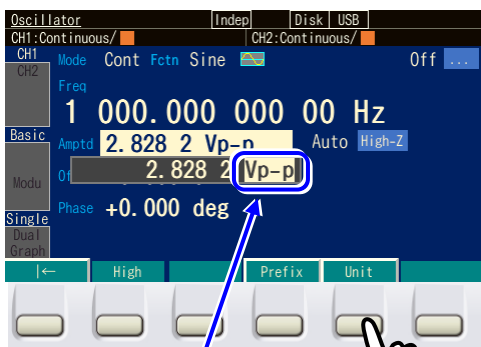 Oscillator Indep Disk USB
CH1:Continuous/ CH2:Continuous/
CH1 Mode Cont Fctn Sine Off ...
CH2
Freq
1 000.000 000 00 Hz
Basic Amptd 2.828 2 Vp-p Auto High-Z
2.828 2 Vp-p
Modu
Phase +0.000 deg
Single
Dual
Graph
|← High Prefix Unit